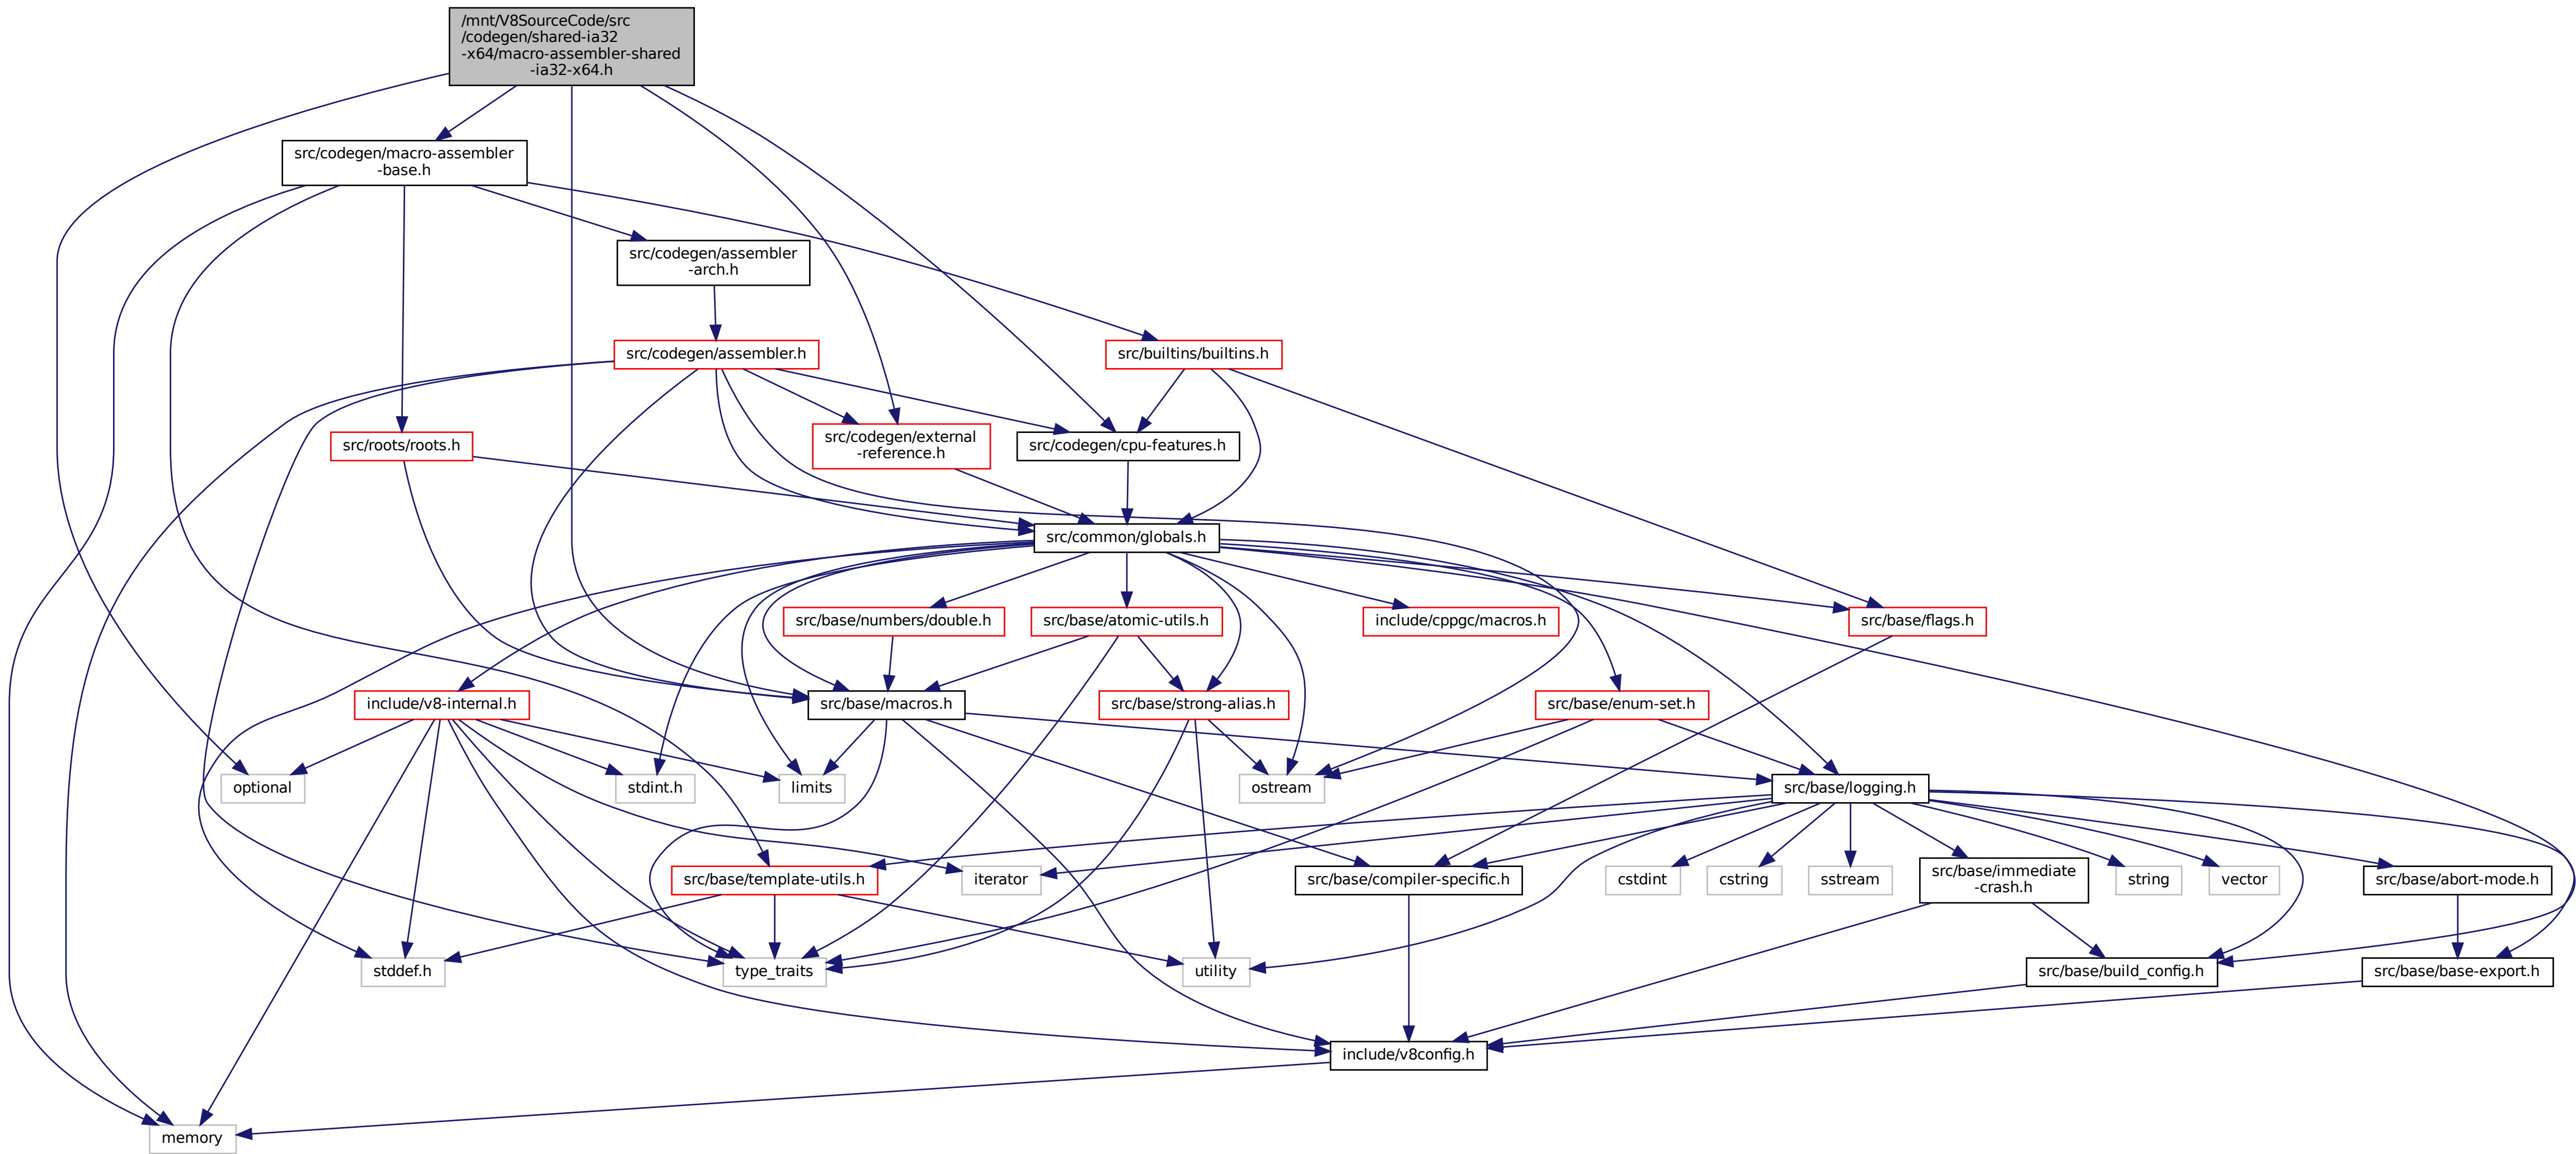 /mnt/V8SourceCode/src
/codegen/shared-ia32
-x64/macro-assembler-shared
-ia32-x64.h
src/codegen/macro-assembler
-base.h
src/codegen/assembler
-arch.h
src/codegen/assembler.h
src/builtins/builtins.h
src/roots/roots.h
src/codegen/external
-reference.h
src/codegen/cpu-features.h
src/common/globals.h
src/base/numbers/double.h
src/base/atomic-utils.h
include/cppgc/macros.h
src/base/flags.h
include/v8-internal.h
src/base/macros.h
src/base/strong-alias.h
src/base/enum-set.h
optional
stdint.h
limits
ostream
src/base/logging.h
src/base/template-utils.h
iterator
src/base/compiler-specific.h
cstdint
cstring
sstream
src/base/immediate
-crash.h
string
vector
src/base/abort-mode.h
stddef.h
type_traits
utility
src/base/build_config.h
src/base/base-export.h
include/v8config.h
memory